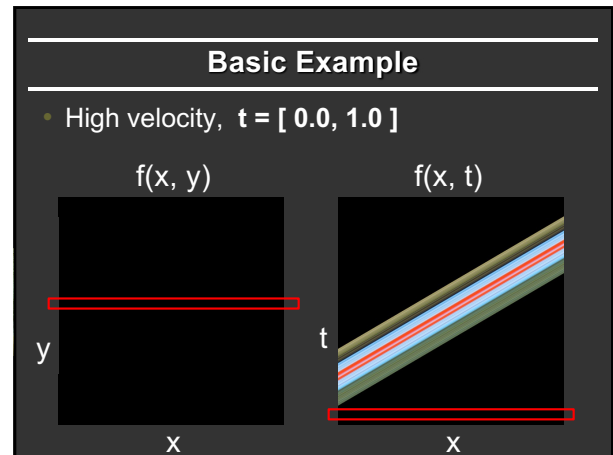 Basic Example
• High velocity, t = [ 0.0, 1.0 ]
f(x, y)
f(x, t)
y
t
x
x